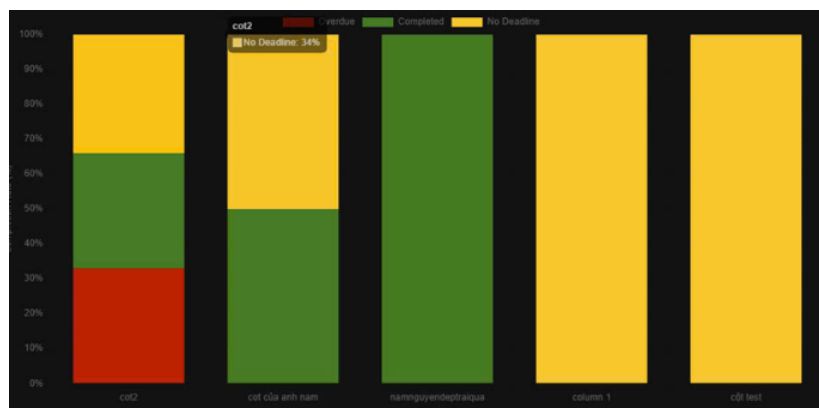 cot2
No Deadline: 34%
Overdue
Completed
No Deadline
100%
90%
80%
70%
60%
50%
40%
30%
20%
10%
0%
cot2
cot của anh nam
namnguyendeptraiqua
column 1
cột test